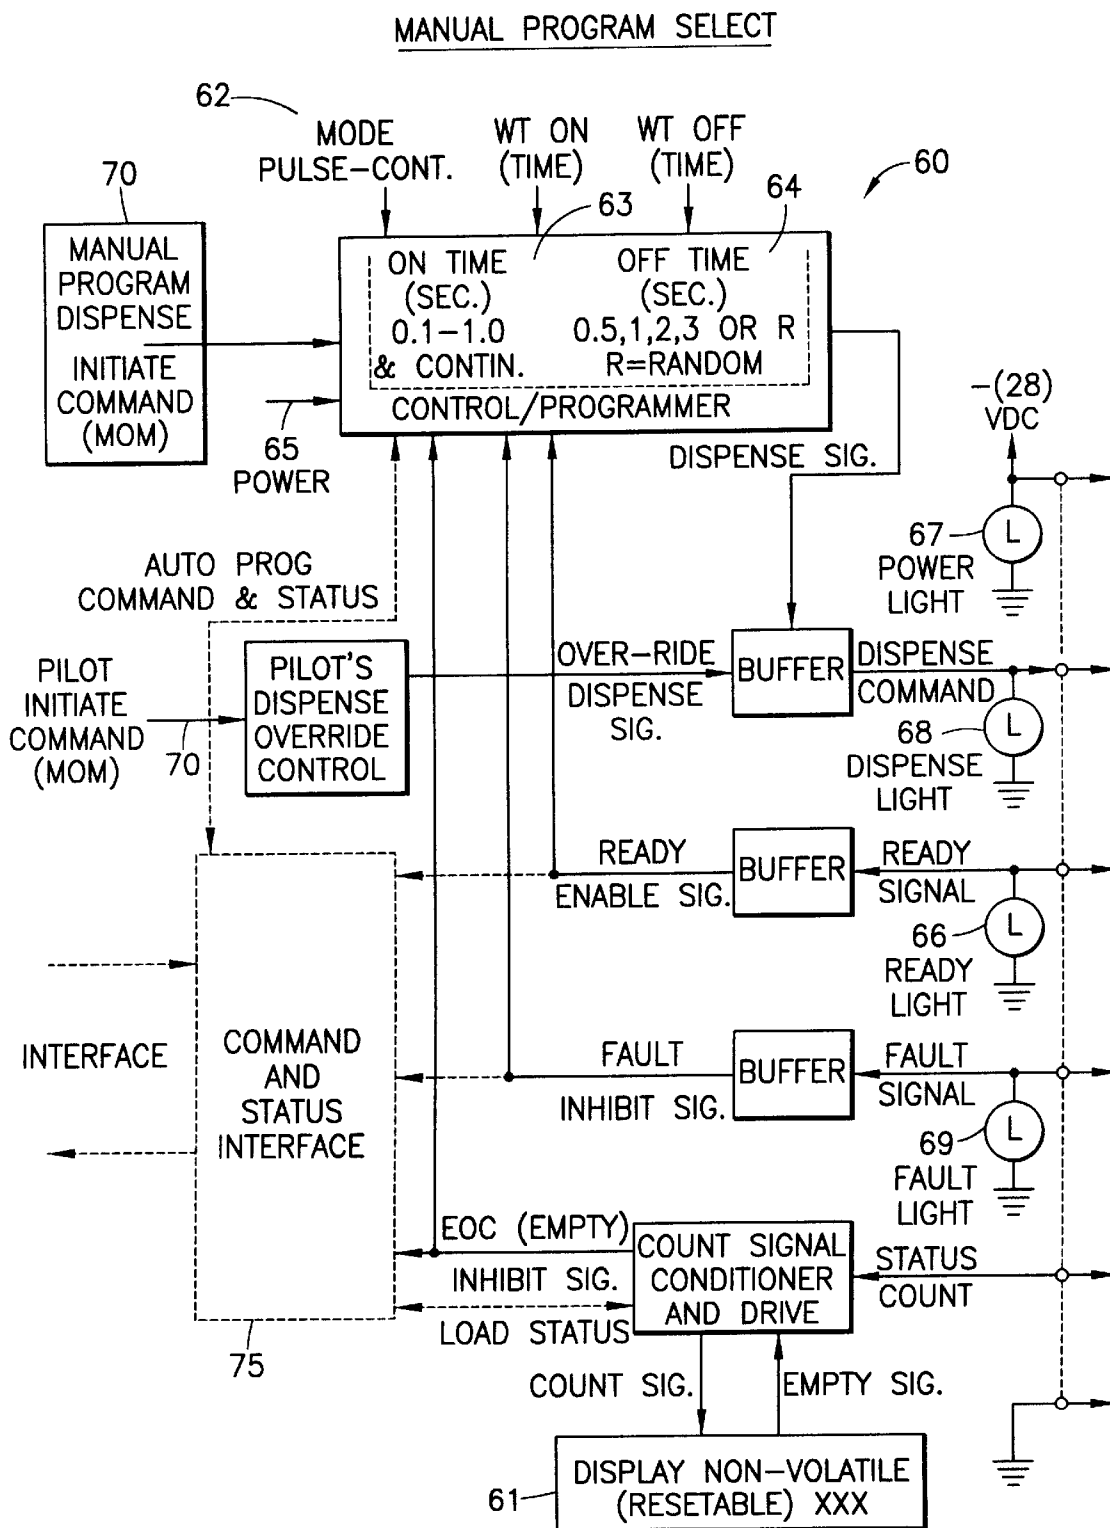 MANUAL PROGRAM SELECT
62
MODE
PULSE-CONT.
WT ON
(TIME)
WT OFF
(TIME)
60
70
63
64
MANUAL
PROGRAM
DISPENSE
INITIATE
COMMAND
(MOM)
ON TIME
(SEC.)
0.1-1.0
& CONTIN.
OFF TIME
(SEC.)
0.5,1,2,3 OR R
R=RANDOM
CONTROL/PROGRAMMER
65
POWER
DISPENSE SIG.
-(28)
VDC
L
67
POWER
LIGHT
AUTO PROG
COMMAND & STATUS
PILOT
INITIATE
COMMAND
(MOM)
70
PILOT'S
DISPENSE
OVERRIDE
CONTROL
OVER-RIDE
DISPENSE
SIG.
BUFFER
DISPENSE
COMMAND
L
68
DISPENSE
LIGHT
READY
ENABLE SIG.
BUFFER
READY
SIGNAL
L
66
READY
LIGHT
INTERFACE
COMMAND
AND
STATUS
INTERFACE
FAULT
INHIBIT SIG.
BUFFER
FAULT
SIGNAL
L
69
FAULT
LIGHT
EOC (EMPTY)
INHIBIT SIG.
LOAD STATUS
COUNT SIGNAL
CONDITIONER
AND DRIVE
STATUS
COUNT
75
COUNT SIG.
EMPTY SIG.
61
DISPLAY NON-VOLATILE
(RESETABLE) XXX